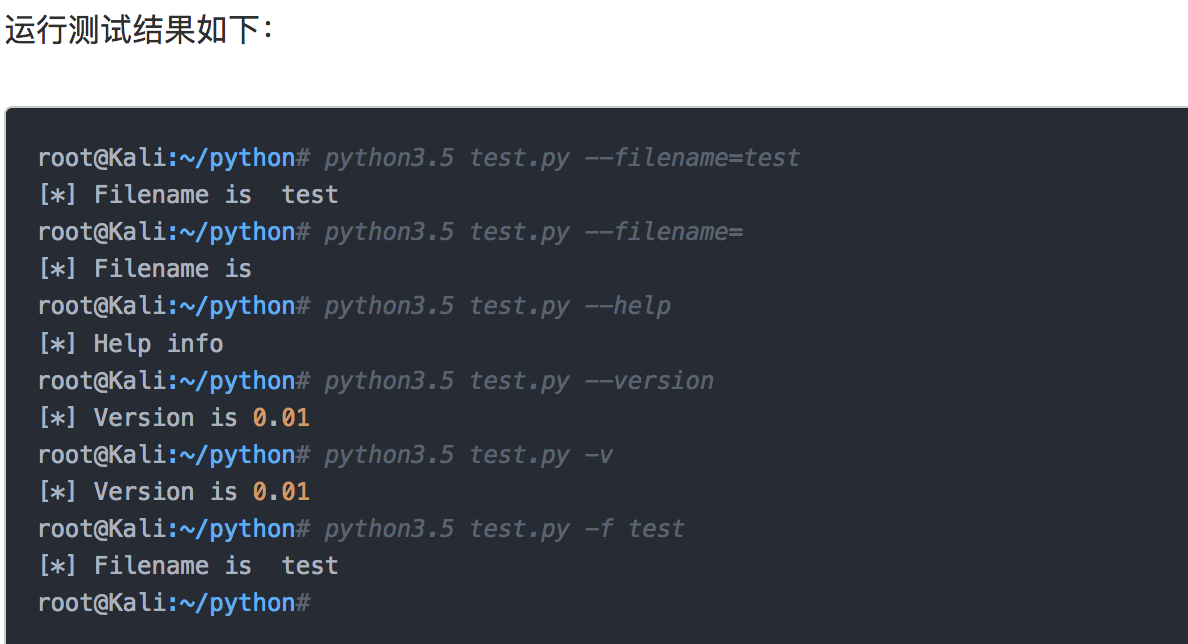 运行测试结果如下：
root@Kali:~/python# python3.5 test.py --filename=test
[*] Filename is  test
root@Kali:~/python# python3.5 test.py --filename=
[*] Filename is
root@Kali:~/python# python3.5 test.py --help
[*] Help info
root@Kali:~/python# python3.5 test.py --version
[*] Version is 0.01
root@Kali:~/python# python3.5 test.py -v
[*] Version is 0.01
root@Kali:~/python# python3.5 test.py -f test
[*] Filename is  test
root@Kali:~/python#